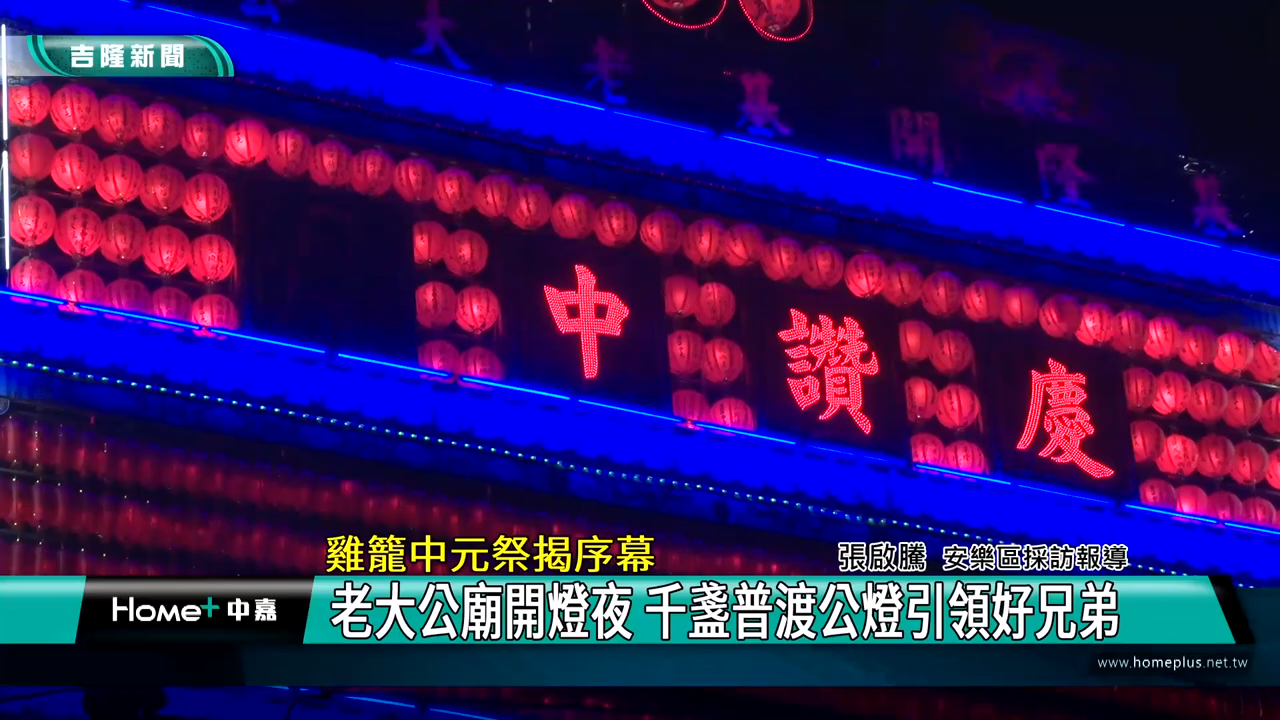 吉隆新聞
中讚慶
雞籠中元祭揭序幕
張啟騰 安樂區採訪報導
Home+中嘉
老大公廟開燈夜 千盞普渡公燈引領好兄弟
www.homeplus.net.tw